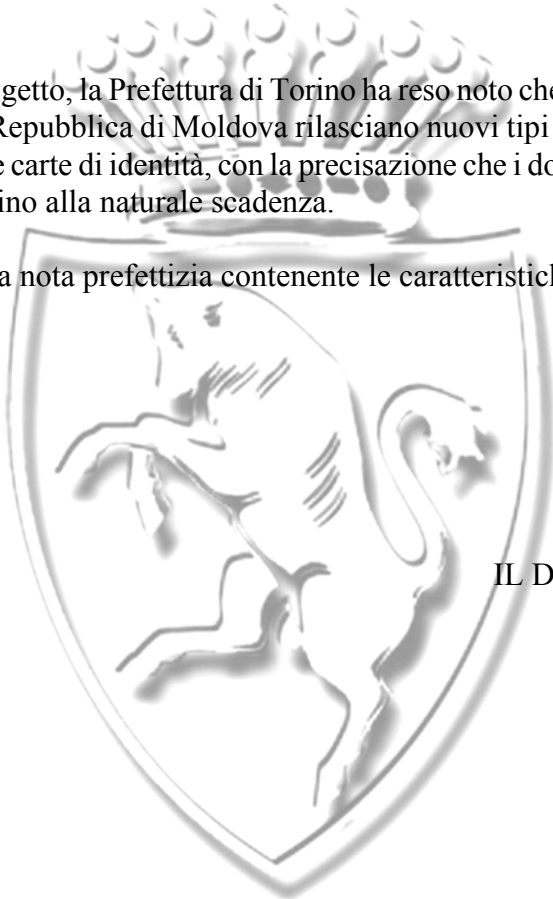 getto, la Prefettura di Torino ha reso noto che
Repubblica di Moldova rilasciano nuovi tipi
e carte di identità, con la precisazione che i do
ino alla naturale scadenza.
a nota prefettizia contenente le caratteristich
IL D